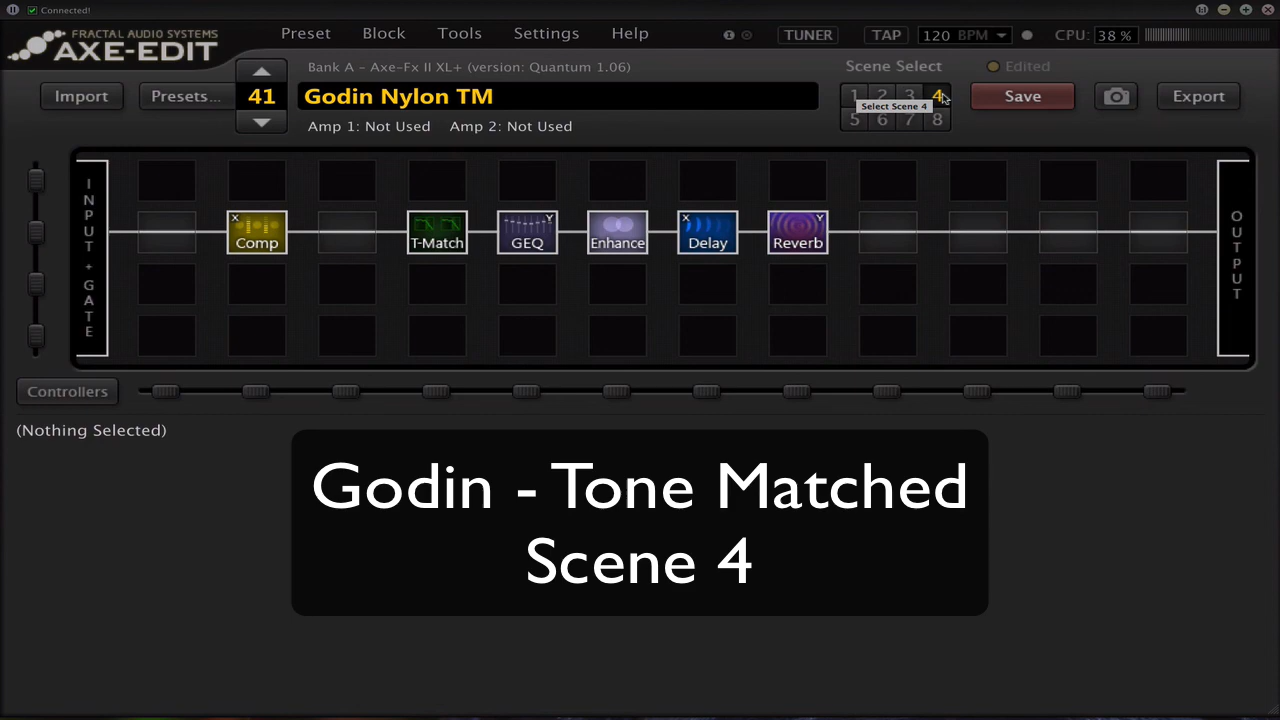 Connected!
FRACTAL AUDIO SYSTEMS
AXE-EDIT
Preset Block Tools Settings Help
TUNER TAP 120 BPM CPU: 38 %
Import Presets... 41
Bank A - Axe-Fx II XL+ (version: Quantum 1.06)
Godin Nylon TM
Amp 1: Not Used Amp 2: Not Used
Scene Select Edited
1 2 3 4
Select Scene 4
5 6 7 8
Save Export
INPUT + GATE
X Comp
T-Match
Y GEQ
Enhance
X Delay
Y Reverb
OUTPUT
Controllers
(Nothing Selected)
Godin - Tone Matched
Scene 4